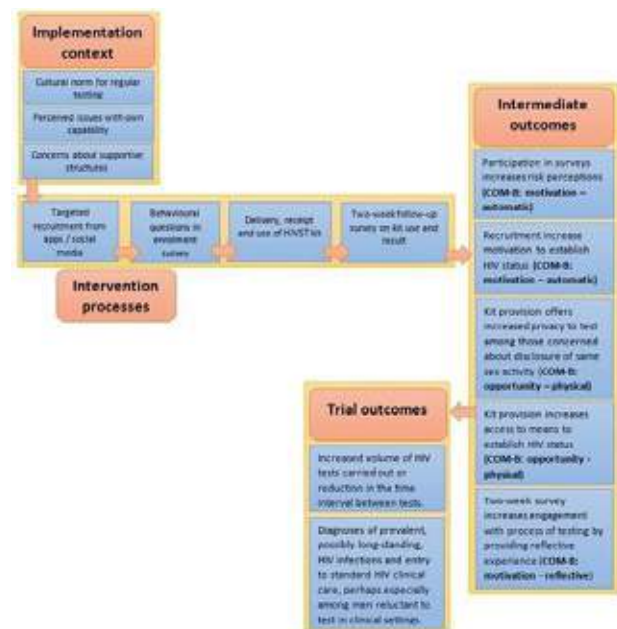 Implementation
context
Cultural norm for regular
testing
Perceived issues with own
capability
Concerns about supportive
structures
Targeted
recruitment from
apps / social
media
Behavioural
questions in
enrolment
survey
Delivery, receipt
and use of HIVST kit
Two-week follow-up
survey on kit use and
result
Intervention
processes
Intermediate
outcomes
Participation in surveys
increases risk perceptions
(COM-B: motivation –
automatic)
Recruitment increase
motivation to establish
HIV status (COM-B:
motivation – automatic)
Kit provision offers
increased privacy to test
among those concerned
about disclosure of same
sex activity (COM-B:
opportunity – physical)
Kit provision increases
access to means to
establish HIV status
(COM-B: opportunity -
physical)
Two-week survey
increases engagement
with process of testing by
providing reflective
experience (COM-B:
motivation - reflective)
Trial outcomes
Increased volume of HIV
tests carried out or
reduction in the time
interval between tests.
Diagnoses of prevalent,
possibly long-standing,
HIV infections and entry
to standard HIV clinical
care, perhaps especially
among men reluctant to
test in clinical settings.